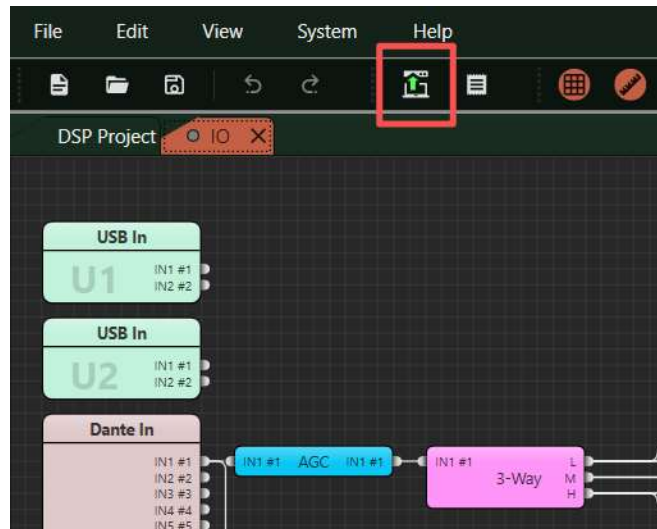 File Edit View System Help
DSP Project IO
USB In
U1 IN1 #1
IN2 #2
USB In
U2 IN1 #1
IN2 #2
Dante In
IN1 #1 IN1 #1 AGC IN1 #1 IN1 #1 L
IN2 #2 3-Way M
IN3 #3 H
IN4 #4
IN5 #5